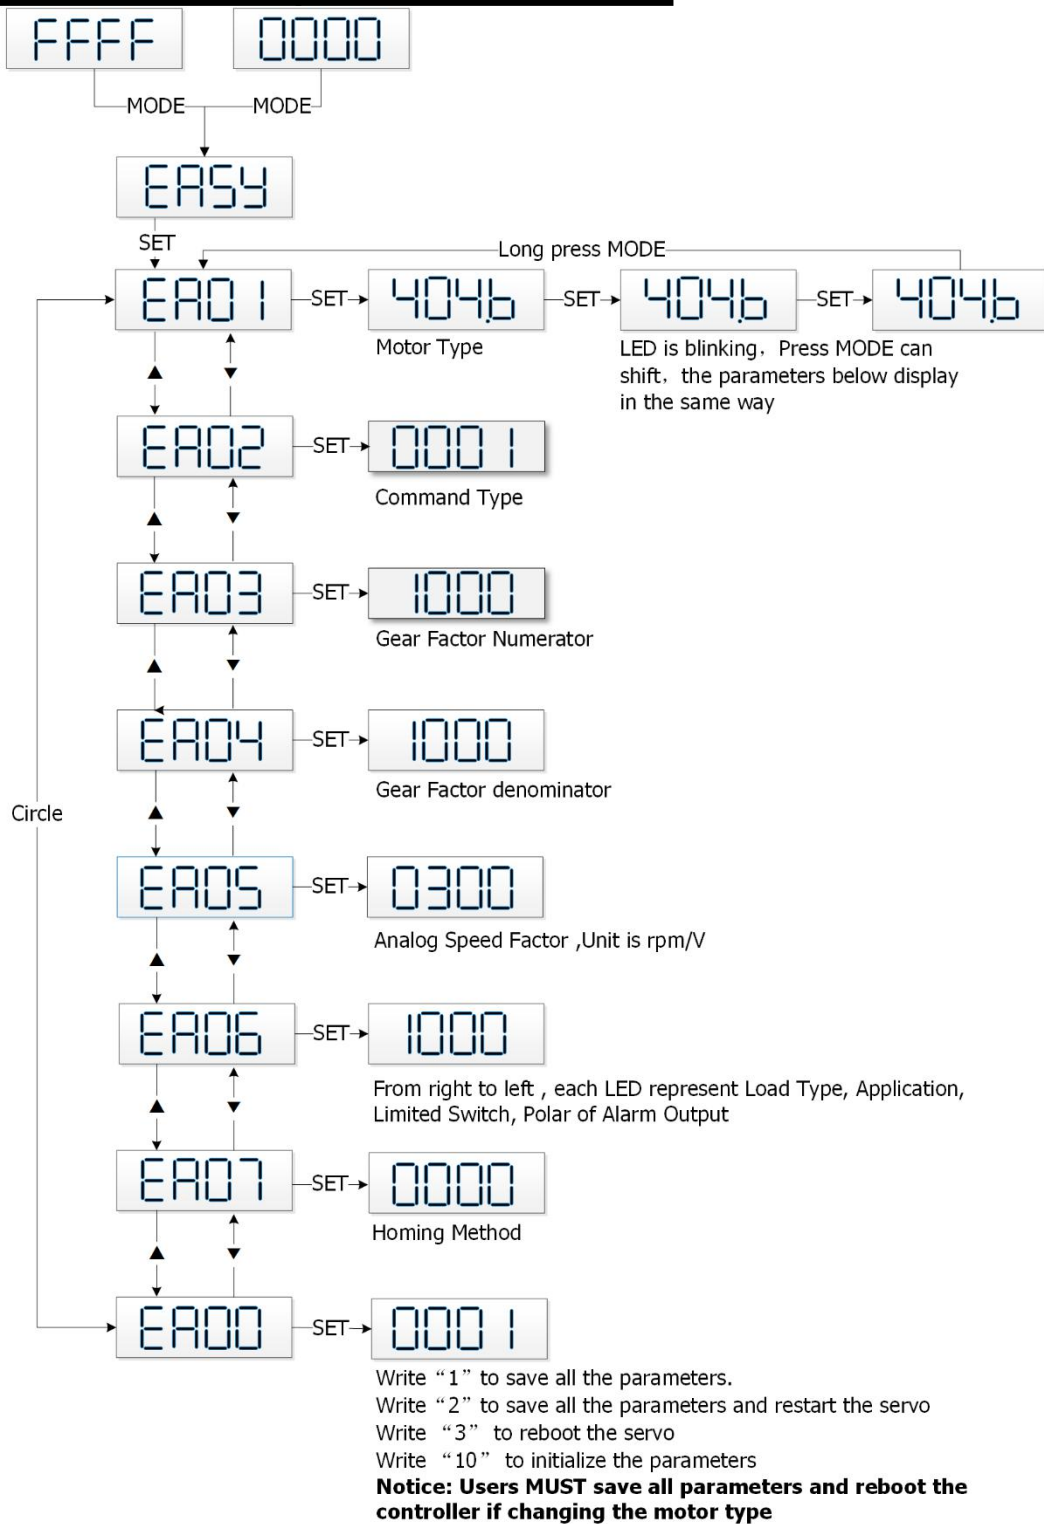 FFFF 0000
MODE MODE
EASY
SET
Long press MODE
EA01 SET 404.b SET 404.b SET 404.b
Motor Type
LED is blinking, Press MODE can
shift, the parameters below display
in the same way
EA02 SET 0001
Command Type
EA03 SET 1000
Gear Factor Numerator
EA04 SET 1000
Gear Factor denominator
Circle
EA05 SET 0300
Analog Speed Factor ,Unit is rpm/V
EA06 SET 1000
From right to left , each LED represent Load Type, Application,
Limited Switch, Polar of Alarm Output
EA07 SET 0000
Homing Method
EA00 SET 0001
Write “1” to save all the parameters.
Write “2” to save all the parameters and restart the servo
Write “3” to reboot the servo
Write “10” to initialize the parameters
Notice: Users MUST save all parameters and reboot the
controller if changing the motor type